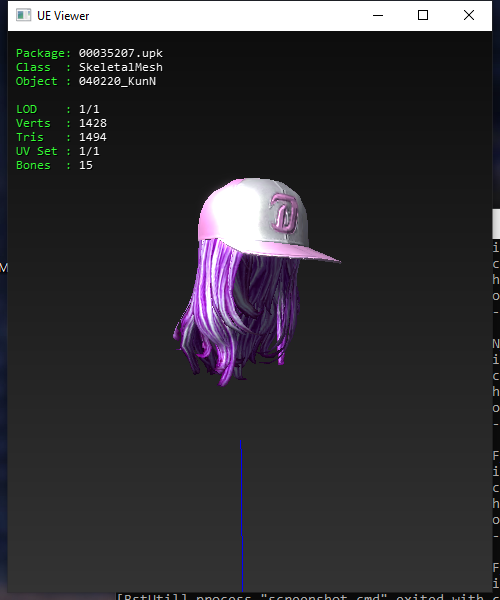 UE Viewer
Package: 00035207.upk
Class  : SkeletalMesh
Object : 040220_KunN
LOD    : 1/1
Verts  : 1428
Tris   : 1494
UV Set : 1/1
Bones  : 15
M
i
c
h
o
-
N
i
c
h
o
-
F
i
c
h
o
-
F
i
[BstUtil] process "screenshot.cmd" exited with c